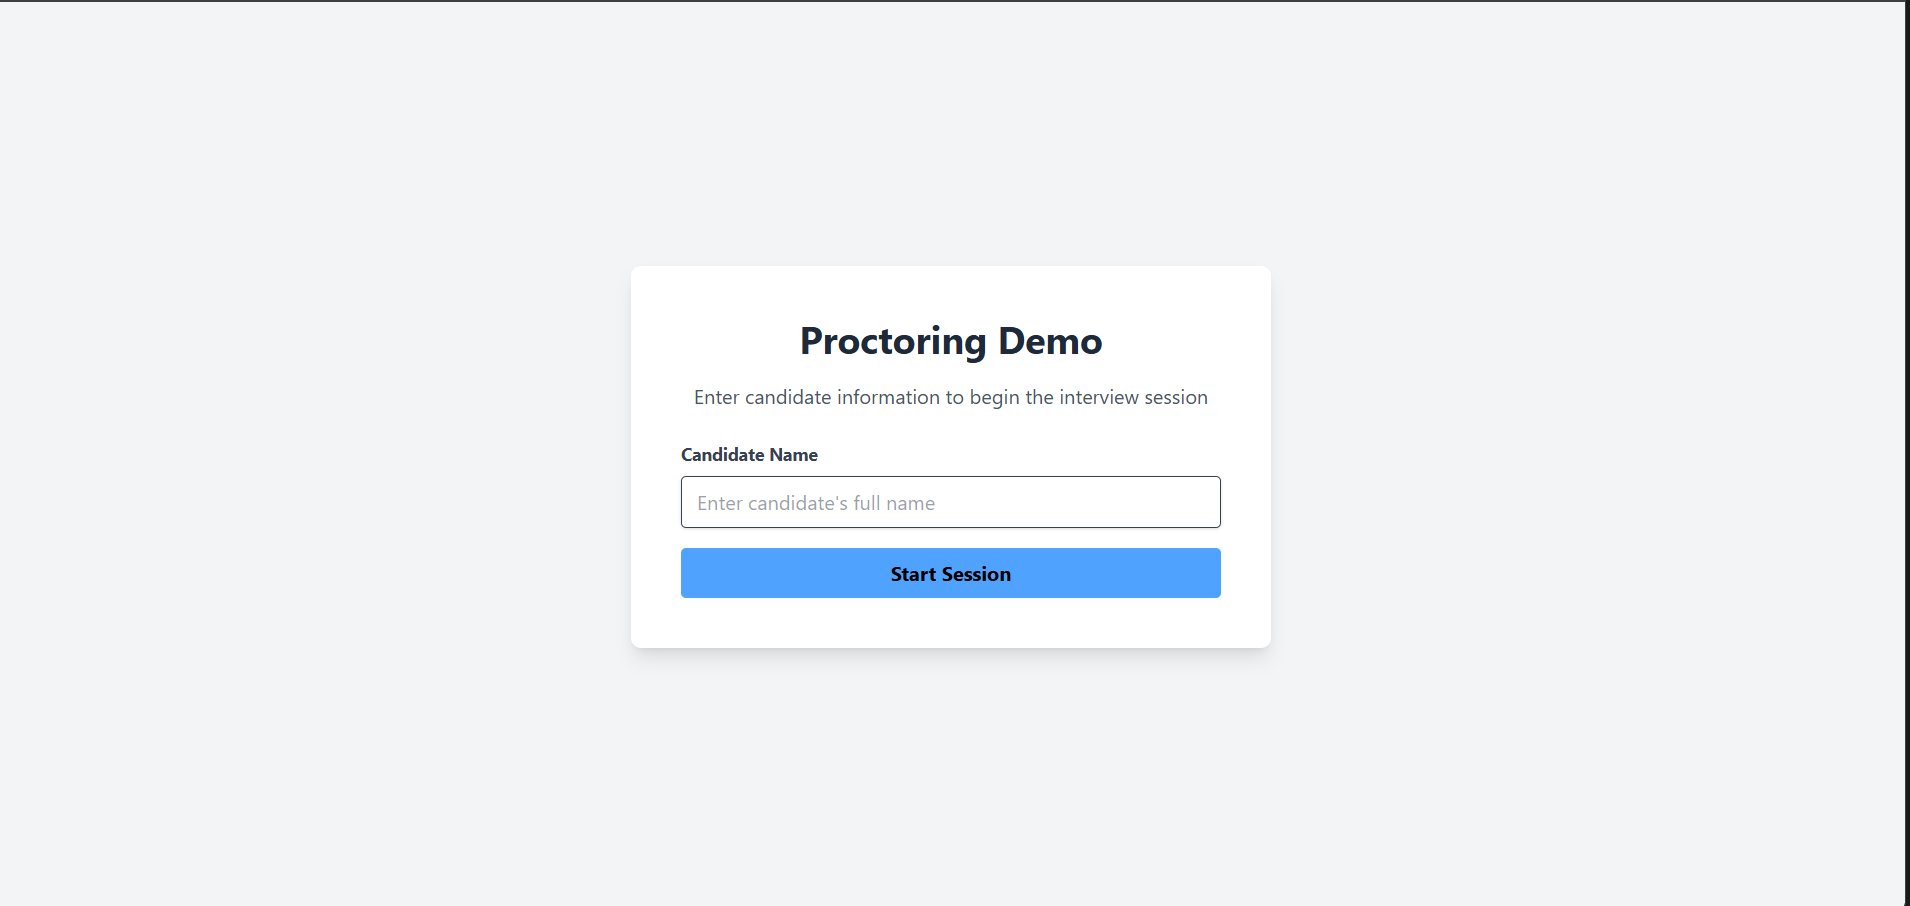 Proctoring Demo
Enter candidate information to begin the interview session
Candidate Name
Enter candidate's full name
Start Session